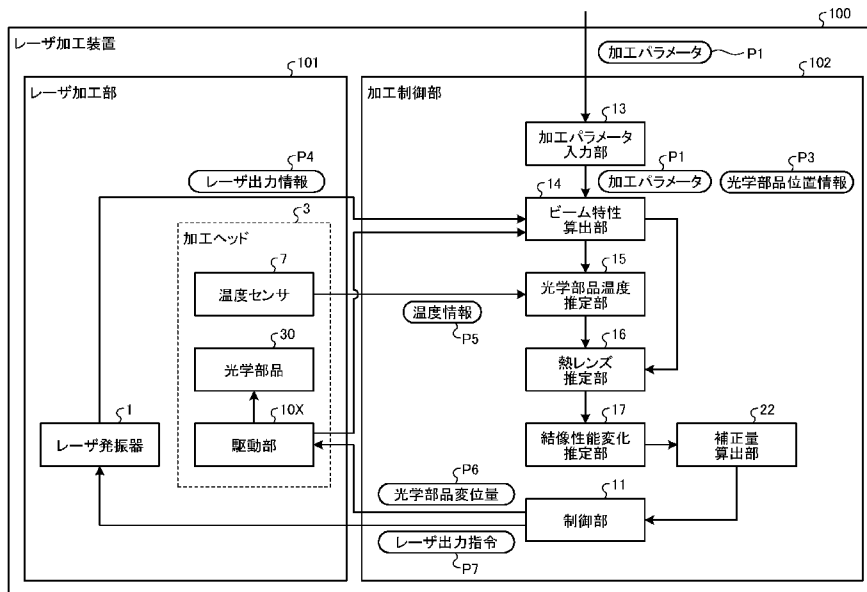 100
レーザ加工装置
加工パラメータ
P1
101
レーザ加工部
102
加工制御部
13
加工パラメータ
入力部
P4
レーザ出力情報
P1
加工パラメータ
P3
光学部品位置情報
14
ビーム特性
算出部
3
加工ヘッド
7
温度センサ
15
光学部品温度
推定部
温度情報
P5
30
光学部品
16
熱レンズ
推定部
1
レーザ発振器
10X
駆動部
17
結像性能変化
推定部
22
補正量
算出部
P6
光学部品変位量
11
制御部
レーザ出力指令
P7